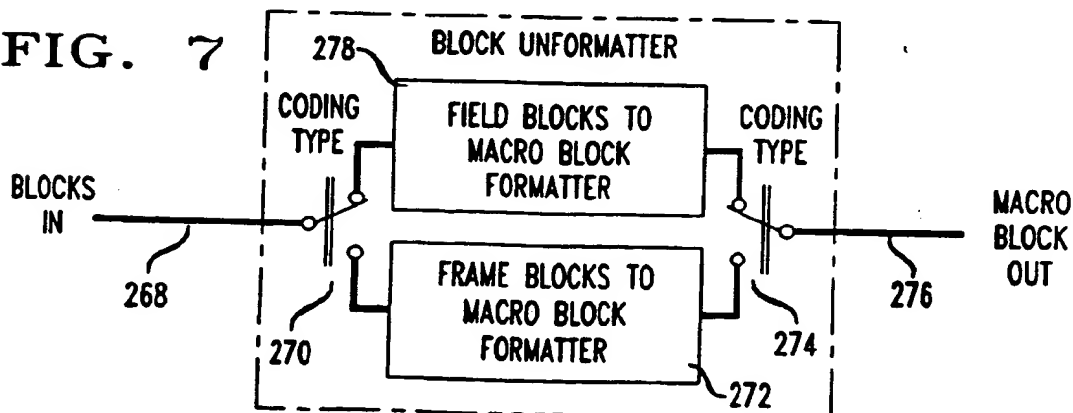 FIG. 7
BLOCK UNFORMATTER
278
CODING
TYPE
FIELD BLOCKS TO
MACRO BLOCK
FORMATTER
CODING
TYPE
BLOCKS
IN
MACRO
BLOCK
OUT
268
270
FRAME BLOCKS TO
MACRO BLOCK
FORMATTER
274
276
272